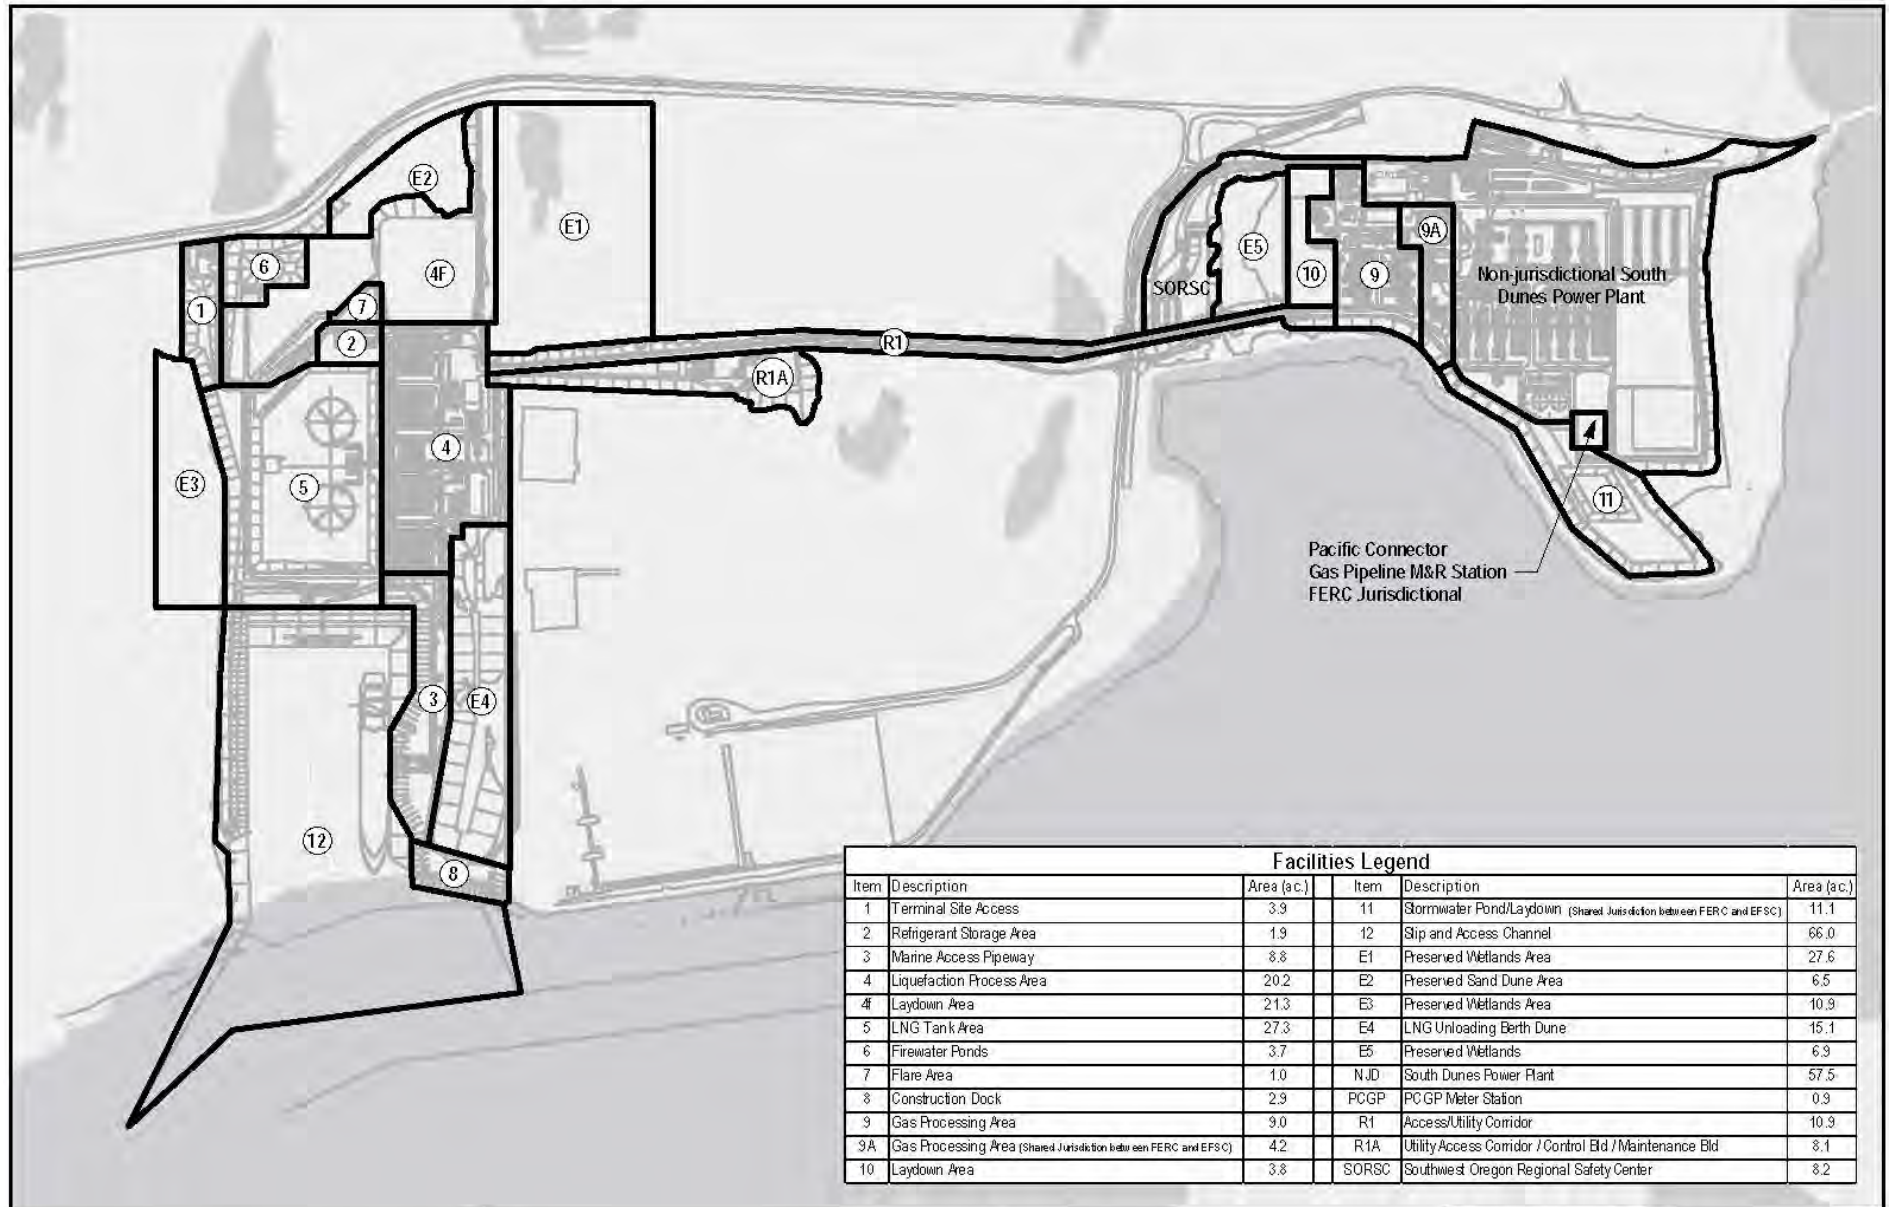 E2
E1
6
4F
1
7
2
E5
10
9
9A
SORSC
Non-jurisdictional South
Dunes Power Plant
R1
R1A
4
E3
5
11
Pacific Connector
Gas Pipeline M&R Station
FERC Jurisdictional
3
E4
12
8
Facilities Legend
Item Description Area (ac.) Item Description Area (ac.)
1 Terminal Site Access 3.9 11 Stormwater Pond/Laydown (Shared Jurisdiction between FERC and EFSC) 11.1
2 Refrigerant Storage Area 1.9 12 Slip and Access Channel 66.0
3 Marine Access Pipeway 8.8 E1 Preserved Wetlands Area 27.6
4 Liquefaction Process Area 20.2 E2 Preserved Sand Dune Area 6.5
4f Laydown Area 21.3 E3 Preserved Wetlands Area 10.9
5 LNG Tank Area 27.3 E4 LNG Unloading Berth Dune 15.1
6 Firewater Ponds 3.7 E5 Preserved Wetlands 6.9
7 Flare Area 1.0 NJD South Dunes Power Plant 57.5
8 Construction Dock 2.9 PCGP PCGP Meter Station 0.9
9 Gas Processing Area 9.0 R1 Access/Utility Corridor 10.9
9A Gas Processing Area (Shared Jurisdiction between FERC and EFSC) 4.2 R1A Utility Access Corridor / Control Bld / Maintenance Bld 8.1
10 Laydown Area 3.8 SORSC Southwest Oregon Regional Safety Center 8.2